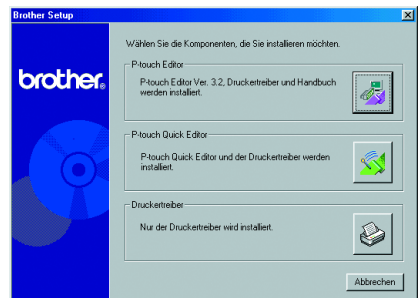 Brother Setup
brother®
Wählen Sie die Komponenten, die Sie installieren möchten.
P-touch Editor
P-touch Editor Ver. 3.2, Druckertreiber und Handbuch
werden installiert.
P-touch Quick Editor
P-touch Quick Editor und der Druckertreiber werden
installiert.
Druckertreiber
Nur der Druckertreiber wird installiert.
Abbrechen